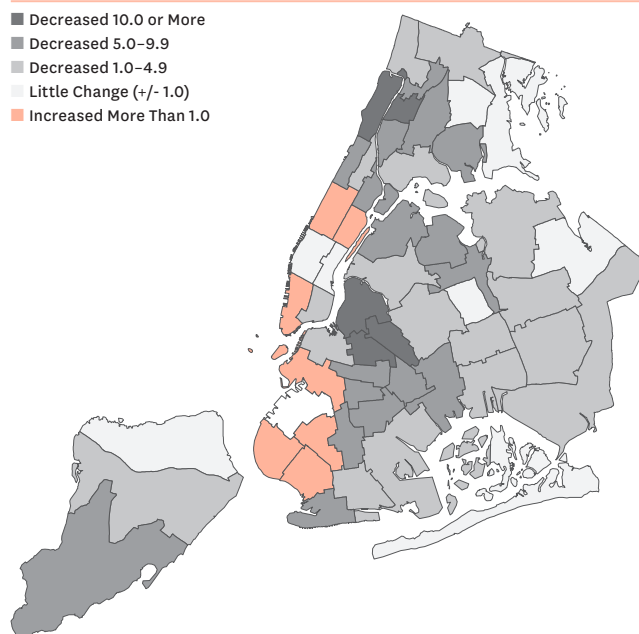 Decreased 10.0 or More
Decreased 5.0–9.9
Decreased 1.0–4.9
Little Change (+/- 1.0)
Increased More Than 1.0